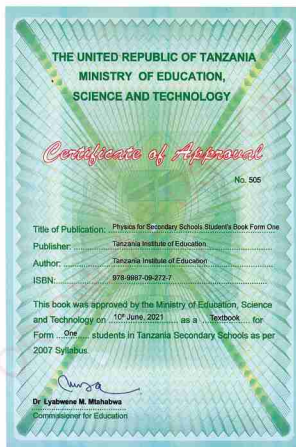 THE UNITED REPUBLIC OF TANZANIA
MINISTRY OF EDUCATION,
SCIENCE AND TECHNOLOGY
Certificate of Approval
No. 505
Title of Publication: Physics for Secondary Schools Student's Book Form One
Publisher: Tanzania Institute of Education
Author: Tanzania Institute of Education
ISBN: 978-9987-09-272-7
This book was approved by the Ministry of Education, Science
and Technology on 10th June, 2021 as a Textbook for
Form One students in Tanzania Secondary Schools as per
2007 Syllabus.
Dr Lyabwene M. Mtahabwa
Commissioner for Education